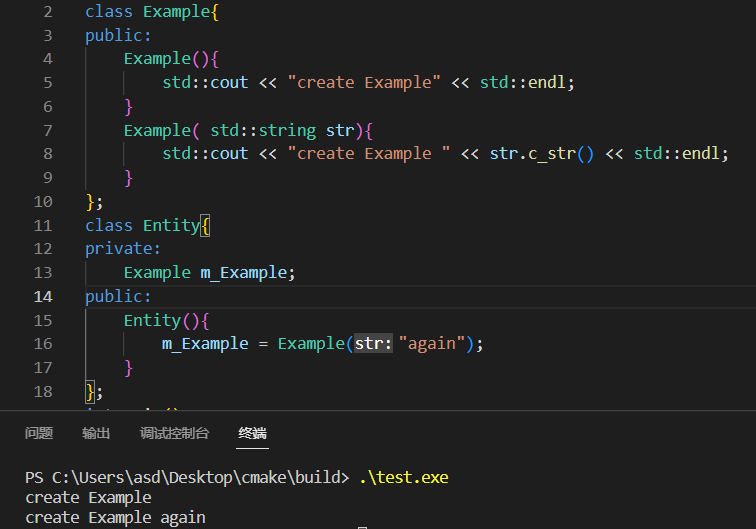 2 class Example{
3 public:
4 Example(){
5 std::cout << "create Example" << std::endl;
6 }
7 Example( std::string str){
8 std::cout << "create Example " << str.c_str() << std::endl;
9 }
10 };
11 class Entity{
12 private:
13 Example m_Example;
14 public:
15 Entity(){
16 m_Example = Example(str: "again");
17 }
18 };
问题 输出 调试控制台 终端
PS C:\Users\asd\Desktop\cmake\build> .\test.exe
create Example
create Example again